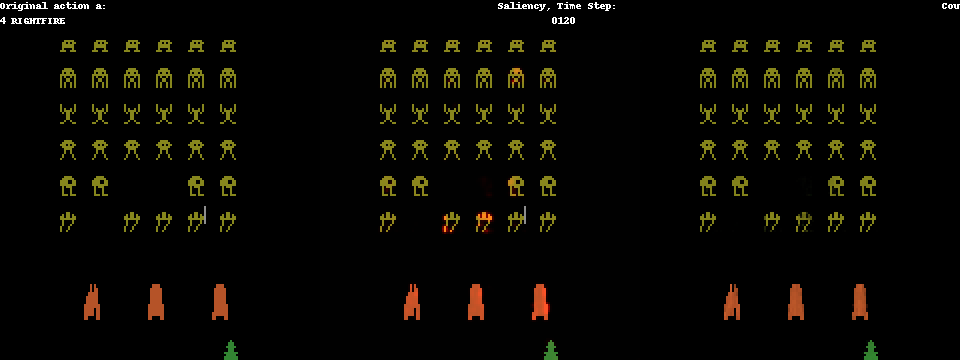 Original action a:
4 RIGHTFIRE
Saliency, Time Step:
0120
Cou